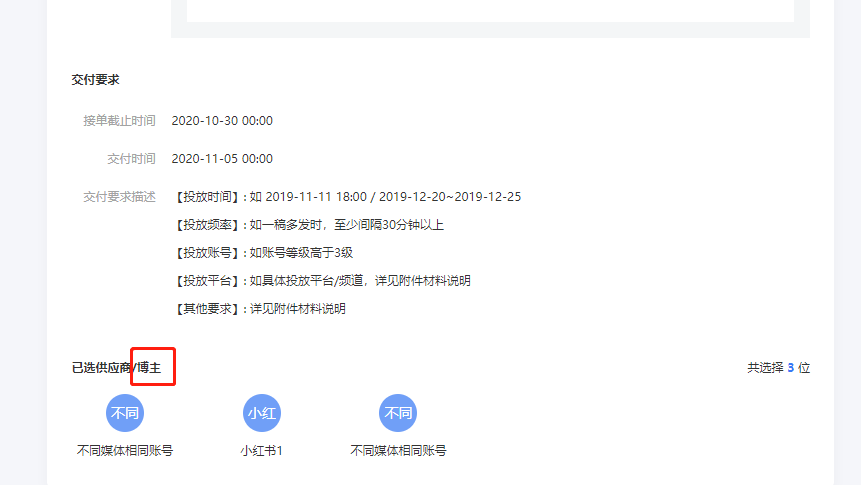 交付要求
接单截止时间 2020-10-30 00:00
交付时间 2020-11-05 00:00
交付要求描述 【投放时间】: 如 2019-11-11 18:00 / 2019-12-20~2019-12-25
【投放频率】: 如一稿多发时，至少间隔30分钟以上
【投放账号】: 如账号等级高于3级
【投放平台】: 如具体投放平台/频道，详见附件材料说明
【其他要求】: 详见附件材料说明
已选供应商/博主 共选择 3 位
不同 小红 不同
不同媒体相同账号 小红书1 不同媒体相同账号